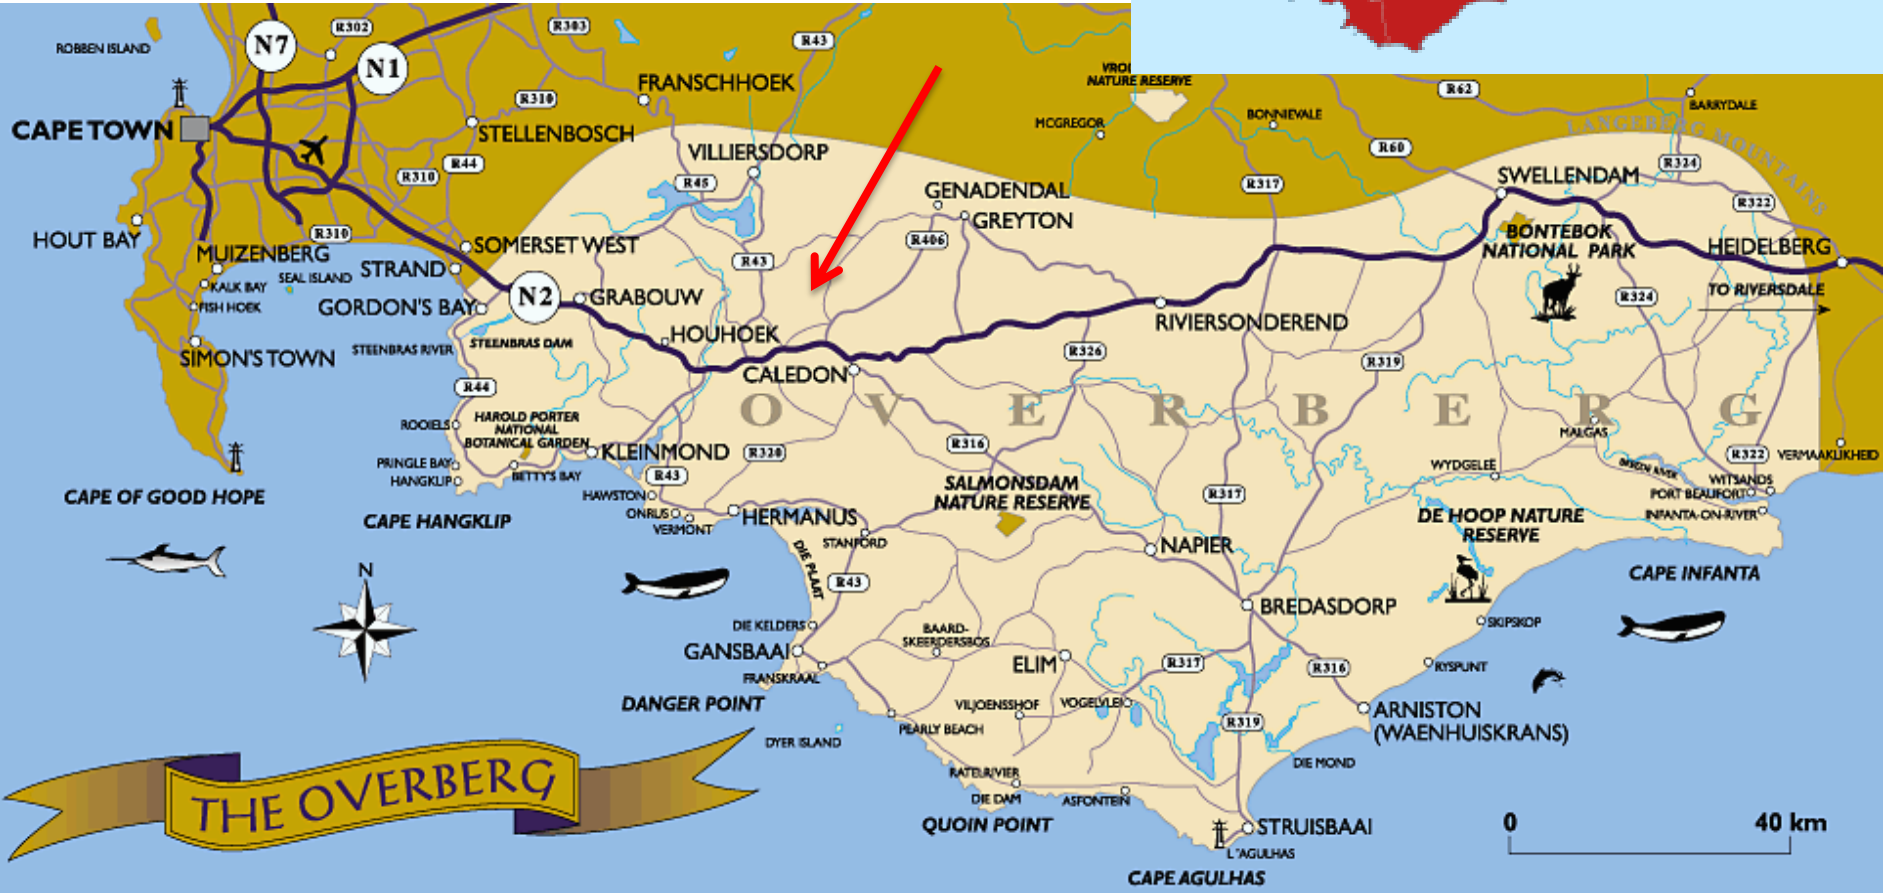 ROBBEN ISLAND
N7
R302
N1
R303
R43
FRANSCHHOEK
VRO
NATURE RESERVE
R62
BARRYDALE
R310
CAPE TOWN
STELLENBOSCH
MCGREGOR
BONNIEVALE
LANGEBERG MOUNTAINS
VILLIERSDORP
R44
R310
R45
R60
R324
R317
SWELLENDAM
GENADENDAL
GREYTON
R322
HOUT BAY
R310
MUIZENBERG
SOMERSET WEST
R406
BONTEBOK
NATIONAL PARK
HEIDELBERG
SEAL ISLAND
STRAND
R43
KALK BAY
FISH HOEK
GORDON'S BAY
N2
GRABOUW
R324
TO RIVERSDALE
SIMON'S TOWN
STEENBRAS RIVER
STEENBRAS DAM
HOUHOEK
RIVIERSONDEREND
R326
R319
CALEDON
R44
OVERBERG
ROOIELS
HAROLD PORTER
NATIONAL
BOTANICAL GARDEN
MALGAS
KLEINMOND
R320
R316
R322
VERMAAKLIKHEID
PRINGLE BAY
HANGKLIP
BETTY'S BAY
R43
WYDGELEE
BREEDE RIVER
WITSANDS
PORT BEAUFORT
INFANTA-ON-RIVER
CAPE OF GOOD HOPE
CAPE HANGKLIP
HAWSTON
ONRUS
VERMONT
HERMANUS
SALMONSDAM
NATURE RESERVE
R317
DE HOOP NATURE
RESERVE
STANFORD
DIE PLAAT
NAPIER
CAPE INFANTA
N
R43
BREDASDORP
SKIPSKOP
DIE KELDERS
BAARD-
SKEERDERSBOS
GANSBAAI
ELIM
R317
R316
RYSPUNT
FRANSKRAAL
DANGER POINT
VILJOENSSHOF
VOGELVLEI
ARNISTON
(WAENHUISKRANS)
PEARLY BEACH
R319
DYER ISLAND
DIE MOND
RATELRIVIER
DIE DAM
ASFONTEIN
THE OVERBERG
QUOIN POINT
STRUISBAAI
L'AGULHAS
CAPE AGULHAS
0
40 km